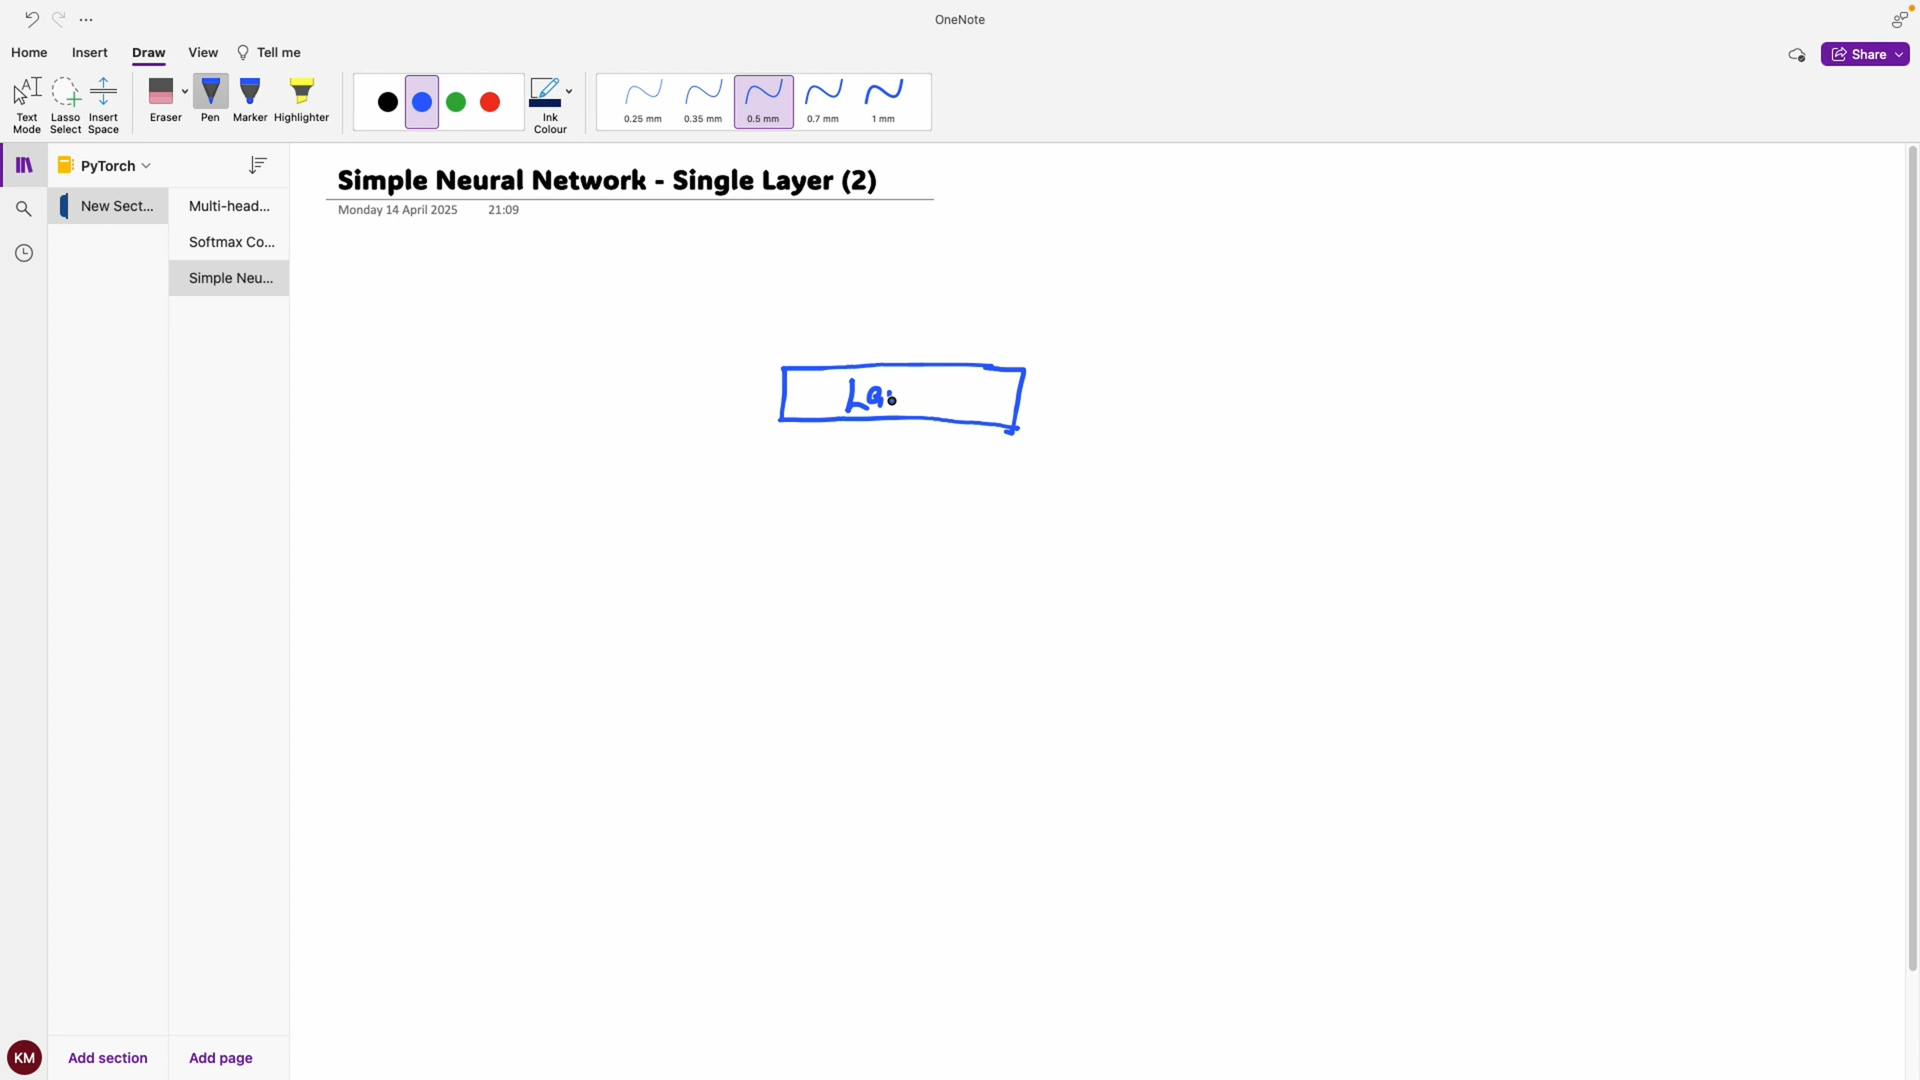 OneNote
Home Insert Draw View Tell me
Share
Text Mode
Lasso Select
Insert Space
Eraser
Pen
Marker
Highlighter
Ink Colour
0.25 mm
0.35 mm
0.5 mm
0.7 mm
1 mm
PyTorch
New Sect...
Multi-head...
Softmax Co...
Simple Neu...
Simple Neural Network - Single Layer (2)
Monday 14 April 2025 21:09
La
KM
Add section
Add page